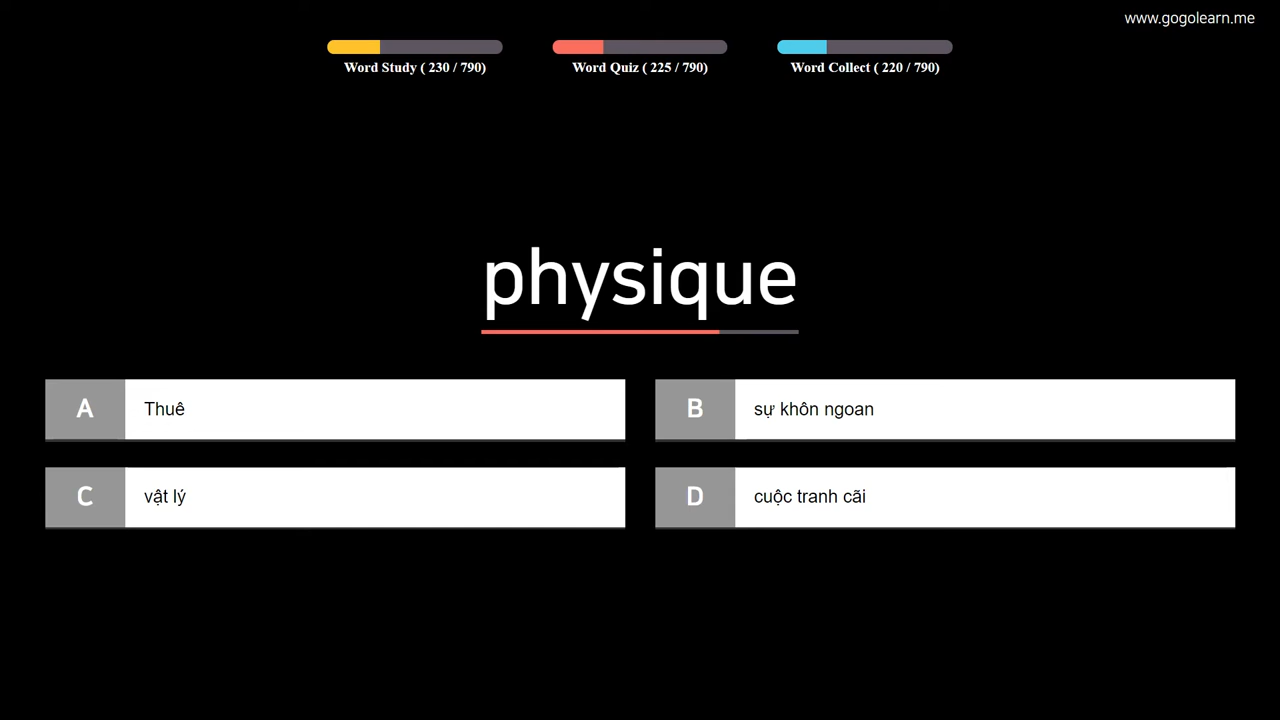 www.gogolearn.me
Word Study ( 230 / 790)
Word Quiz ( 225 / 790)
Word Collect ( 220 / 790)
physique
A Thuê
B sự khôn ngoan
C vật lý
D cuộc tranh cãi